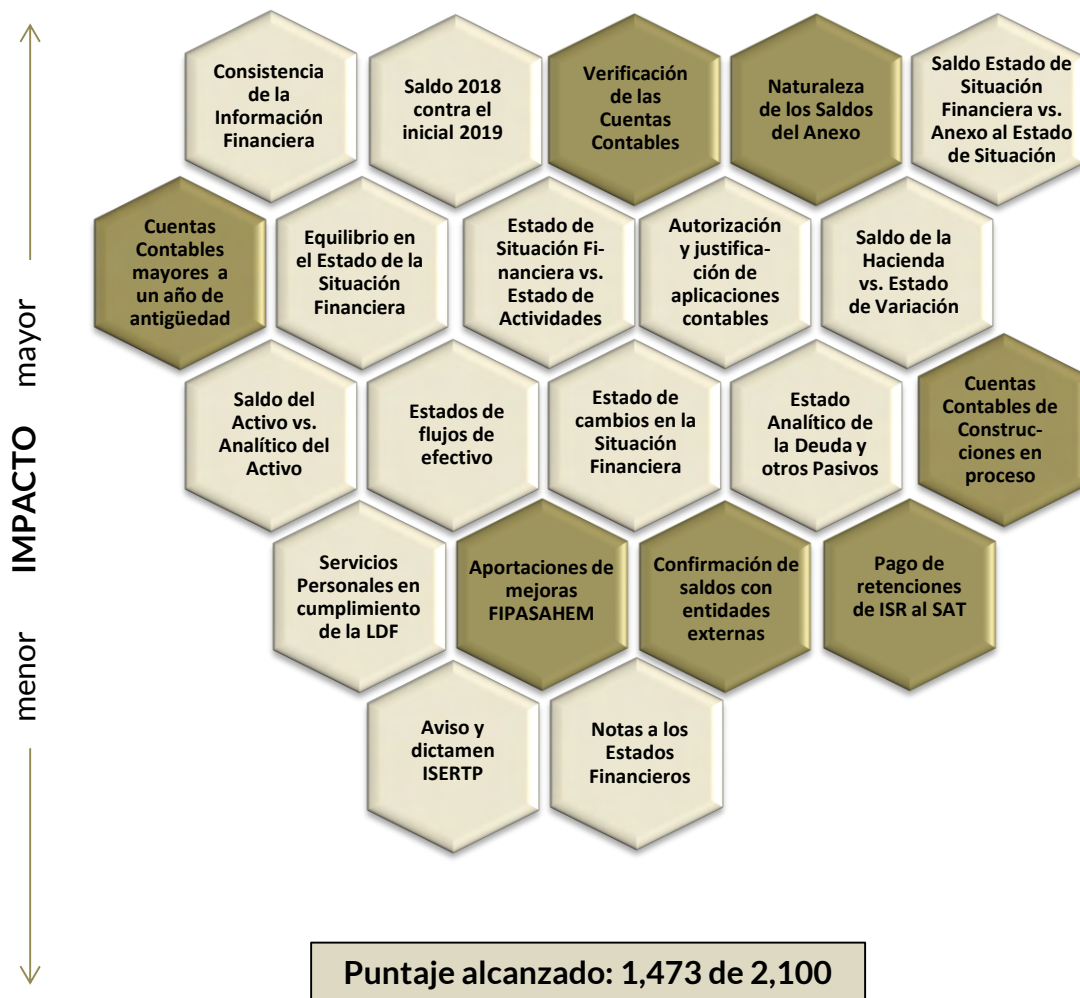 Consistencia
de la
Información
Financiera
Saldo 2018
contra el
inicial 2019
Verificación
de las
Cuentas
Contables
Naturaleza
de los Saldos
del Anexo
Saldo Estado de
Situación
Financiera vs.
Anexo al Estado
de Situación
Cuentas
Contables
mayores a
un año de
antigüedad
Equilibrio en
el Estado de la
Situación
Financiera
Estado de
Situación Fi-
nanciera vs.
Estado de
Actividades
Autorización
y justifica-
ción de
aplicaciones
contables
Saldo de la
Hacienda
vs. Estado
de Variación
Saldo del
Activo vs.
Analítico del
Activo
Estados de
flujos de
efectivo
Estado de
cambios en la
Situación
Financiera
Estado
Analítico de
la Deuda y
otros Pasivos
Cuentas
Contables de
Construc-
ciones en
proceso
Servicios
Personales en
cumplimiento
de la LDF
Aportaciones de
mejoras
FIPASAHEM
Confirmación de
saldos con
entidades
externas
Pago de
retenciones
de ISR al SAT
Aviso y
dictamen
ISERTP
Notas a los
Estados
Financieros
menor IMPACTO mayor
Puntaje alcanzado: 1,473 de 2,100